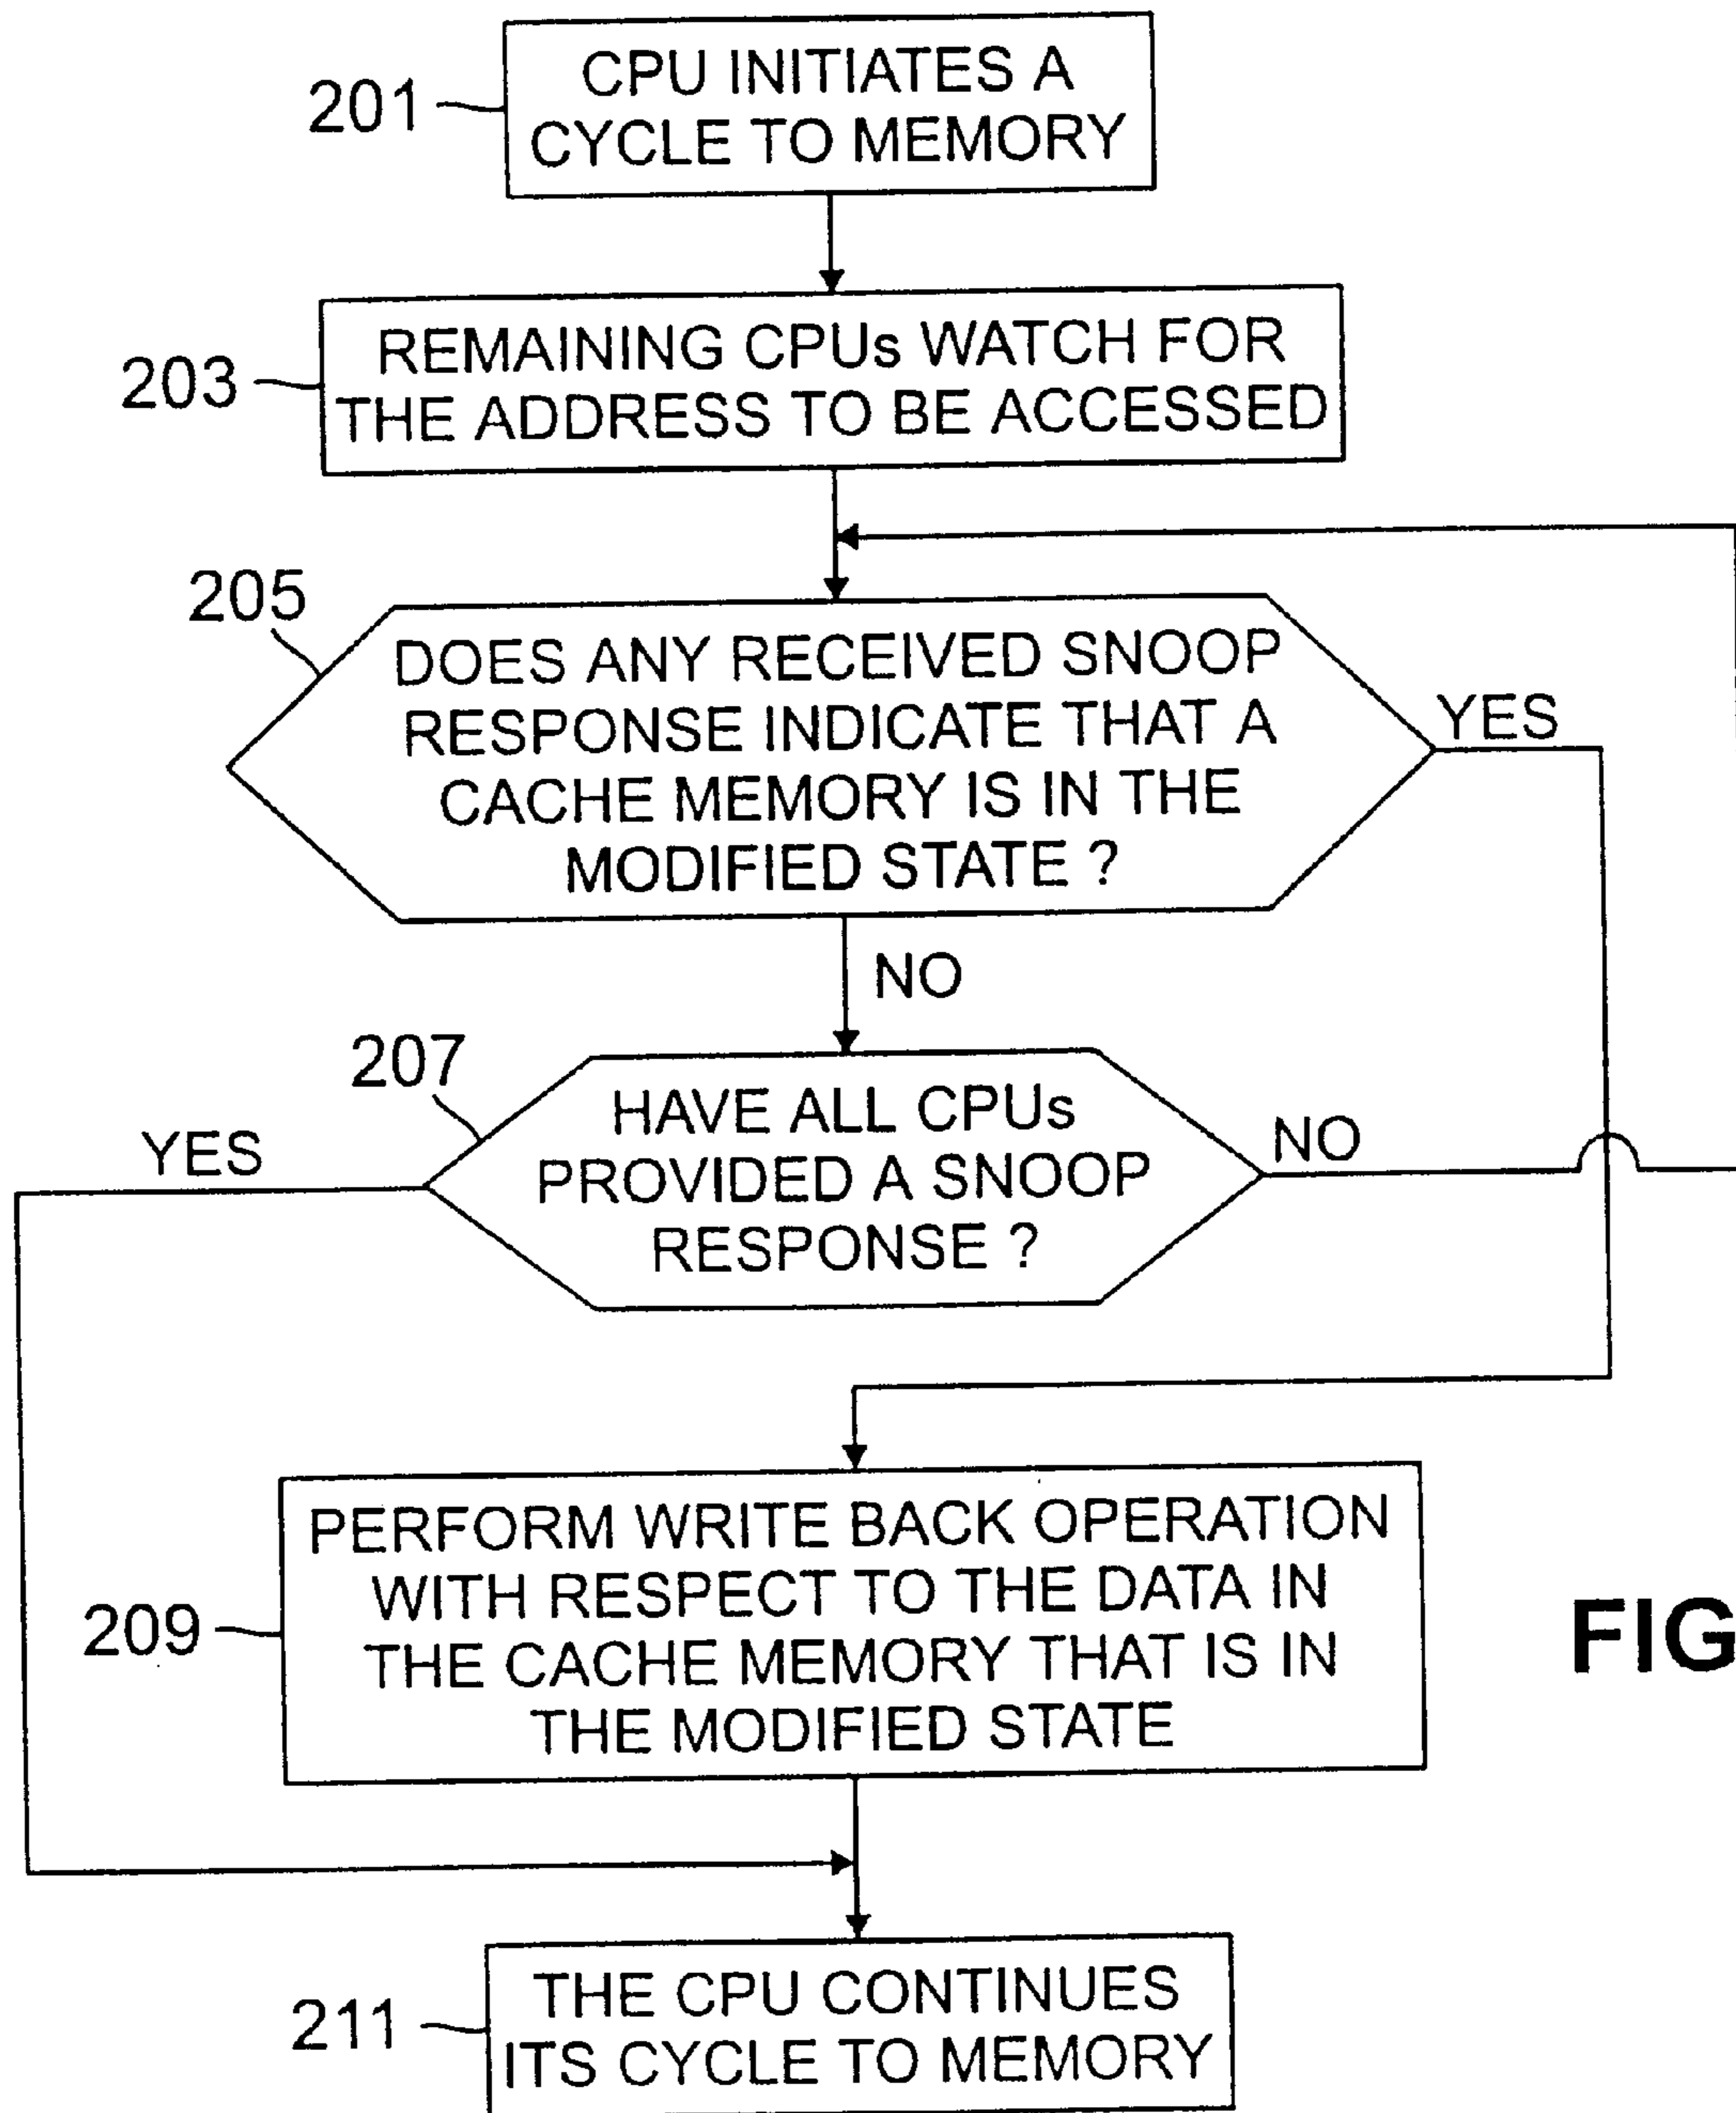 201
CPU INITIATES A
CYCLE TO MEMORY
203
REMAINING CPUs WATCH FOR
THE ADDRESS TO BE ACCESSED
205
DOES ANY RECEIVED SNOOP
RESPONSE INDICATE THAT A
CACHE MEMORY IS IN THE
MODIFIED STATE ?
YES
NO
207
HAVE ALL CPUs
PROVIDED A SNOOP
RESPONSE ?
YES
NO
209
PERFORM WRITE BACK OPERATION
WITH RESPECT TO THE DATA IN
THE CACHE MEMORY THAT IS IN
THE MODIFIED STATE
FIG
211
THE CPU CONTINUES
ITS CYCLE TO MEMORY